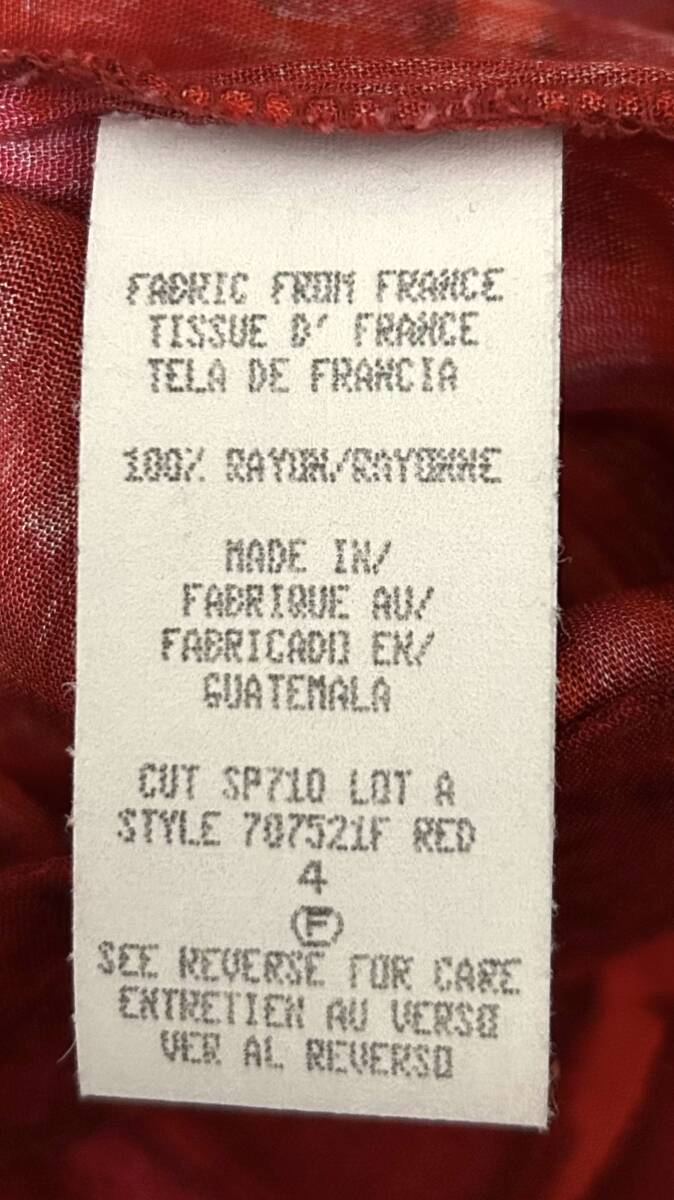 FABRIC FROM FRANCE
TISSUE D' FRANCE
TELA DE FRANCIA
100% RAYON/RAYONNE
MADE IN/
FABRIQUE AU/
FABRICADO EN/
GUATEMALA
CUT SP710 LOT A
STYLE 707521F RED
4
F
SEE REVERSE FOR CARE
ENTRETIEN AU VERSO
VER AL REVERSO